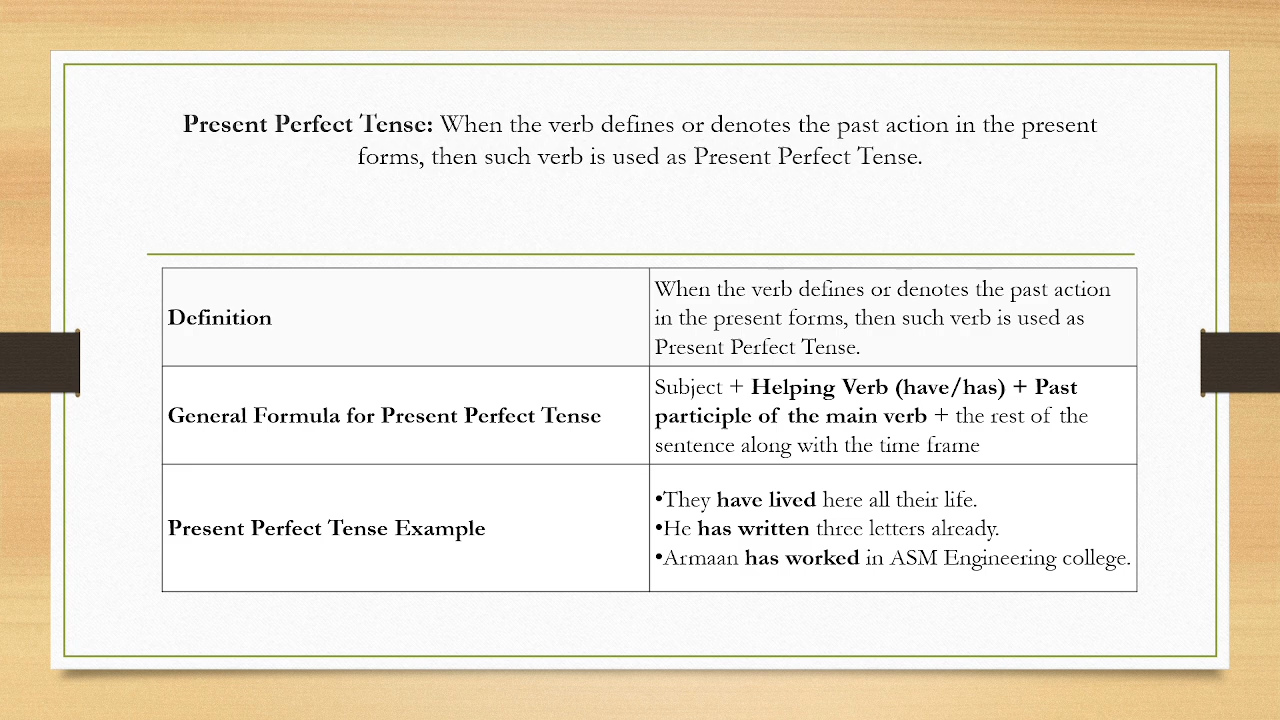 Present Perfect Tense: When the verb defines or denotes the past action in the present
forms, then such verb is used as Present Perfect Tense.
Definition
When the verb defines or denotes the past action
in the present forms, then such verb is used as
Present Perfect Tense.
General Formula for Present Perfect Tense
Subject + Helping Verb (have/has) + Past
participle of the main verb + the rest of the
sentence along with the time frame
Present Perfect Tense Example
•They have lived here all their life.
•He has written three letters already.
•Armaan has worked in ASM Engineering college.